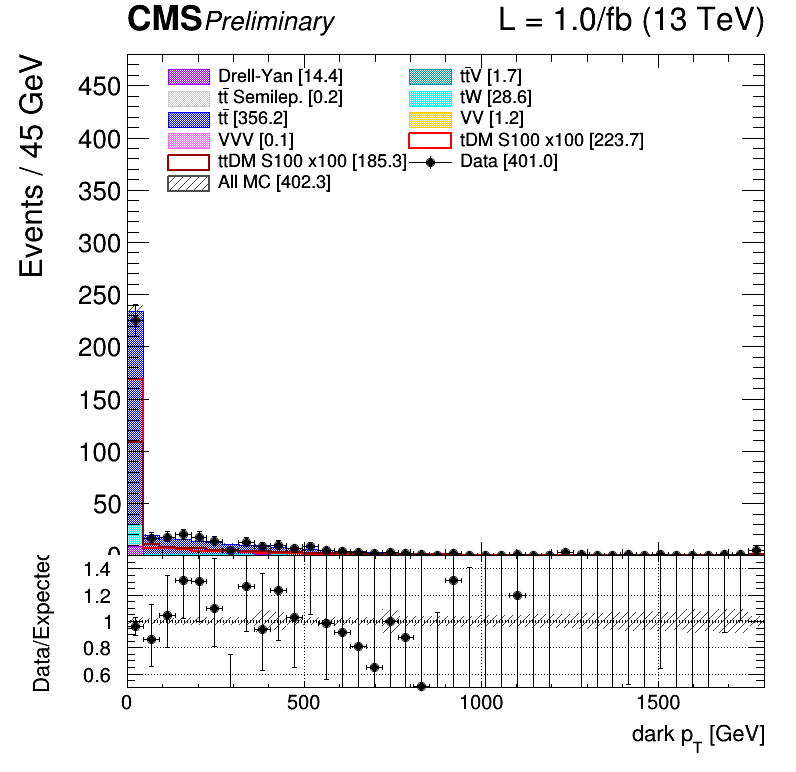 CMS Preliminary L = 1.0/fb (13 TeV)
Events / 45 GeV
450
400
350
300
250
200
150
100
50
0
Drell-Yan [14.4] tt̄V [1.7]
tt̄ Semilep. [0.2] tW [28.6]
tt̄ [356.2] VV [1.2]
VVV [0.1] tDM S100 x100 [223.7]
ttDM S100 x100 [185.3] Data [401.0]
All MC [402.3]
Data/Expected
1.4
1.2
1
0.8
0.6
0 500 1000 1500
dark p_T [GeV]